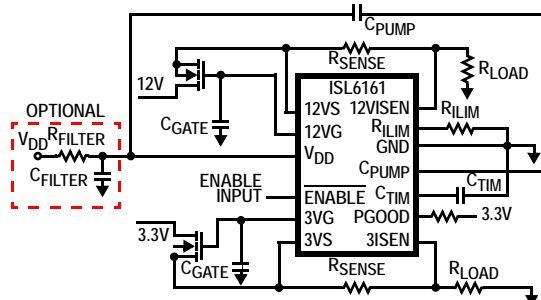 CPUMP
RSENSE
RLOAD
12V
ISL6161
OPTIONAL
12VS
12VISEN
RILIM
CGATE
12VG
RILIM
VDD
RFILTER
GND
VDD
CPUMP
CFILTER
CTIM
CTIM
ENABLE
INPUT
ENABLE
3VG
PGOOD
3.3V
3.3V
3VS
3ISEN
CGATE
RSENSE
RLOAD